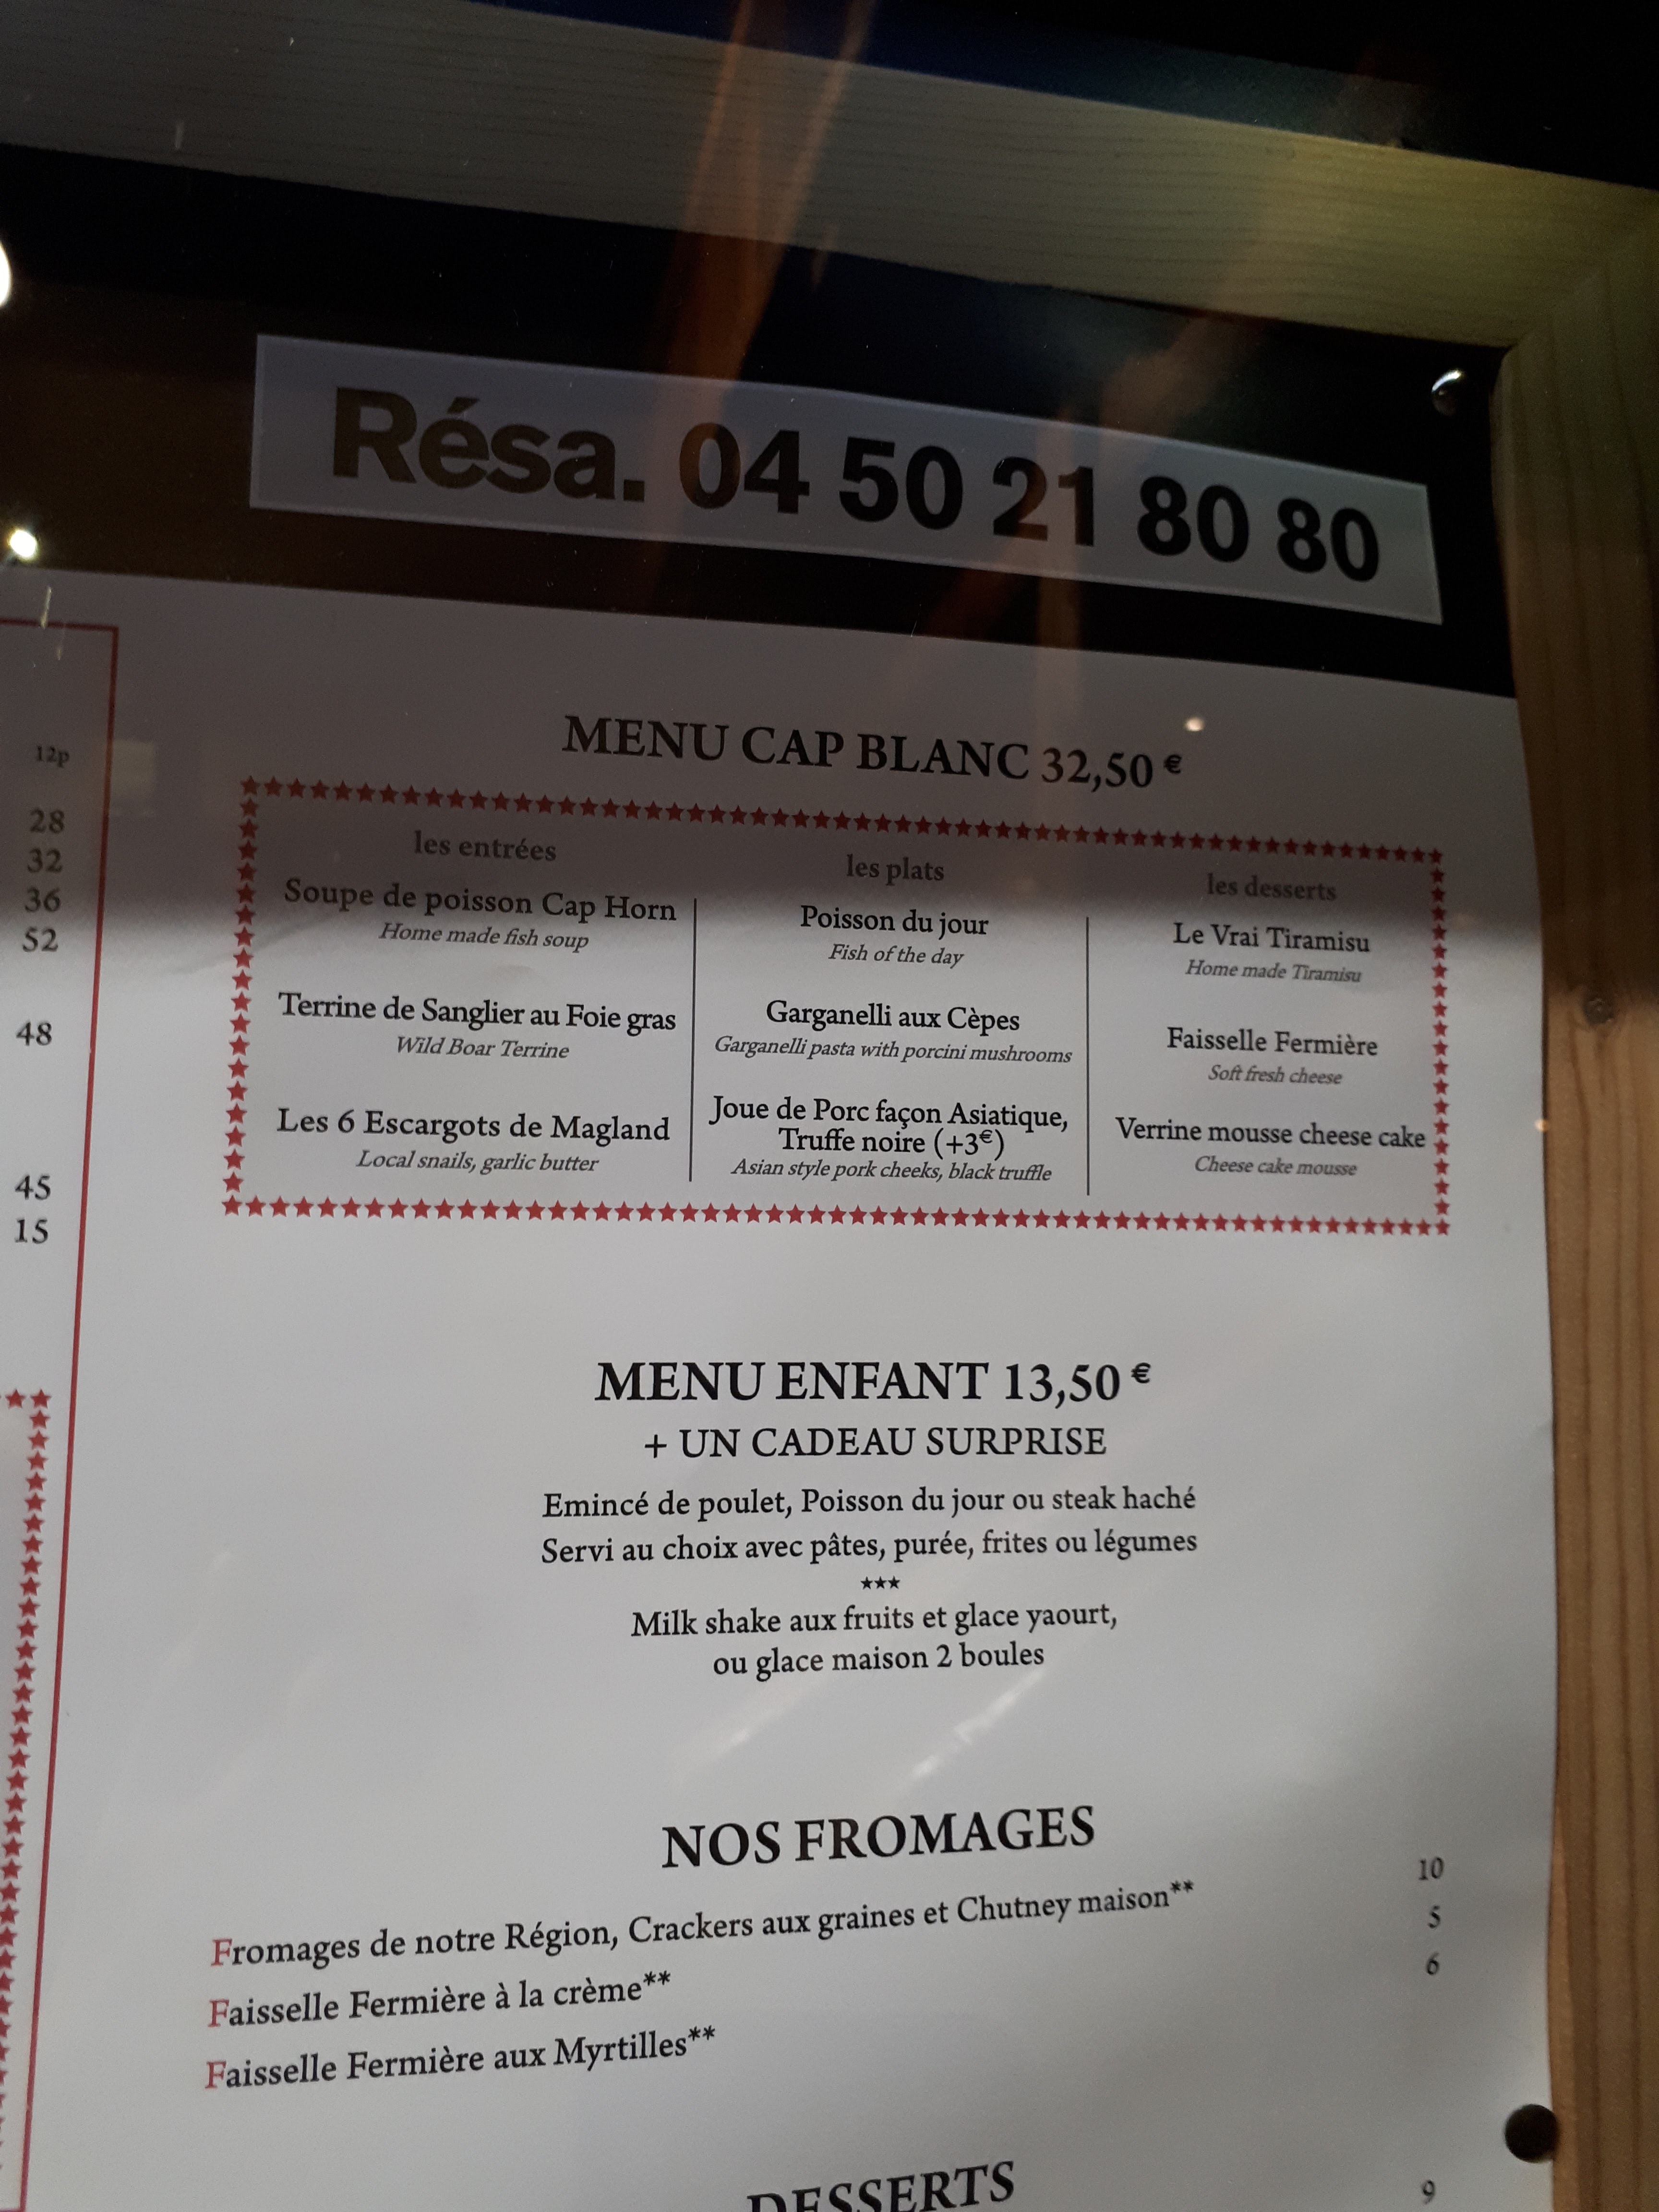 Résa. 04 50 21 80 80
12p
28
32
36
52
48
45
15
MENU CAP BLANC 32,50 €
les entrées
Soupe de poisson Cap Horn
Home made fish soup
Terrine de Sanglier au Foie gras
Wild Boar Terrine
Les 6 Escargots de Magland
Local snails, garlic butter
les plats
Poisson du jour
Fish of the day
Garganelli aux Cèpes
Garganelli pasta with porcini mushrooms
Joue de Porc façon Asiatique,
Truffe noire (+3€)
Asian style pork cheeks, black truffle
les desserts
Le Vrai Tiramisu
Home made Tiramisu
Faisselle Fermière
Soft fresh cheese
Verrine mousse cheese cake
Cheese cake mousse
MENU ENFANT 13,50 €
+ UN CADEAU SURPRISE
Emincé de poulet, Poisson du jour ou steak haché
Servi au choix avec pâtes, purée, frites ou légumes
★★★
Milk shake aux fruits et glace yaourt,
ou glace maison 2 boules
NOS FROMAGES
Fromages de notre Région, Crackers aux graines et Chutney maison** 10
Faisselle Fermière à la crème** 5
Faisselle Fermière aux Myrtilles** 6
DESSERTS
9